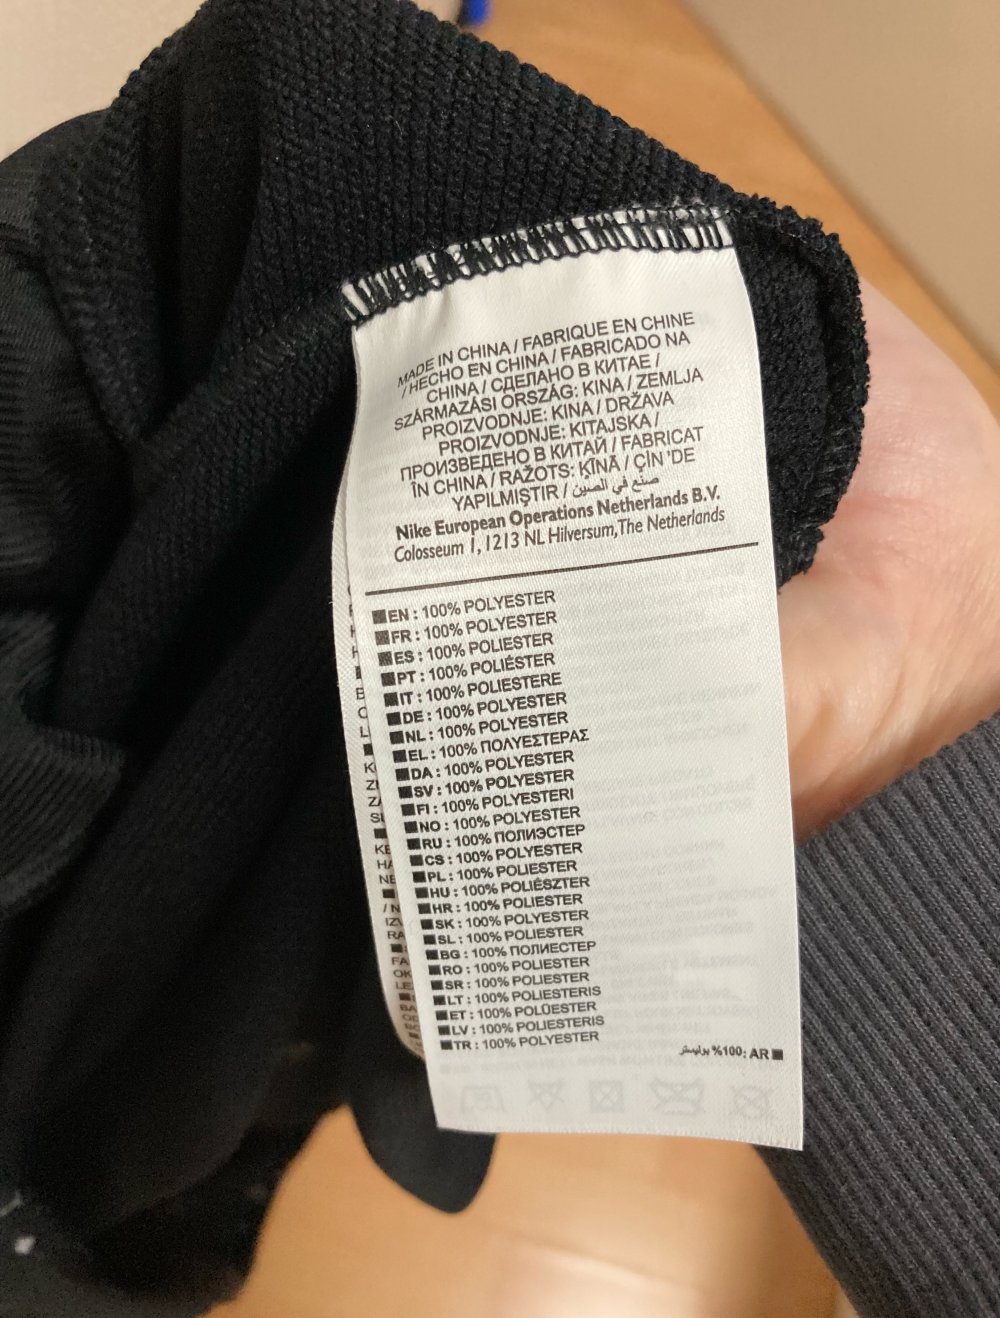 MADE IN CHINA / FABRIQUE EN CHINE
/ HECHO EN CHINA / FABRICADO NA
CHINA / СДЕЛАНО В КИТАЕ /
SZÁRMAZÁSI ORSZÁG: KINA / ZEMLJA
PROIZVODNJE: KINA / DRŽAVA
PROIZVODNJE: KITAJSKA /
ПРОИЗВЕДЕНО В КИТАЙ / FABRICAT
ÎN CHINA / RAŽOTS: ĶĪNĀ / ÇİN 'DE
YAPILMIŞTIR / صنع في الصين
Nike European Operations Netherlands B.V.
Colosseum 1, 1213 NL Hilversum, The Netherlands
EN : 100% POLYESTER
FR : 100% POLYESTER
ES : 100% POLIESTER
PT : 100% POLIÉSTER
IT : 100% POLIESTERE
DE : 100% POLYESTER
NL : 100% POLYESTER
EL : 100% ΠΟΛΥΕΣΤΕΡΑΣ
DA : 100% POLYESTER
SV : 100% POLYESTER
FI : 100% POLYESTERI
NO : 100% POLYESTER
RU : 100% ПОЛИЭСТЕР
CS : 100% POLYESTER
PL : 100% POLIESTER
HU : 100% POLIÉSZTER
HR : 100% POLIESTER
SK : 100% POLYESTER
SL : 100% POLIESTER
BG : 100% ПОЛИЕСТЕР
RO : 100% POLIESTER
SR : 100% POLIESTER
LT : 100% POLIESTERIS
ET : 100% POLÜESTER
LV : 100% POLIESTERIS
TR : 100% POLYESTER
AR :100% بوليستر